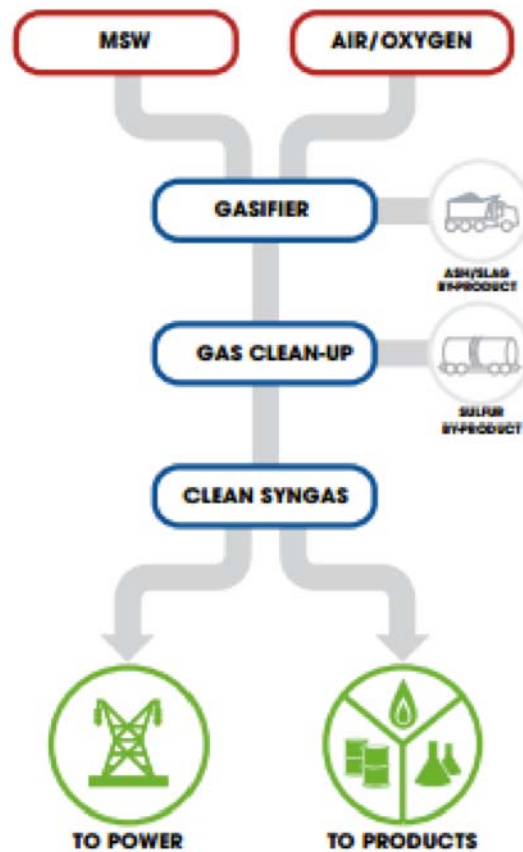 MSW
AIR/OXYGEN
GASIFIER
ASH/SLAG
BY-PRODUCT
GAS CLEAN-UP
SULFUR
BY-PRODUCT
CLEAN SYNGAS
TO POWER
TO PRODUCTS